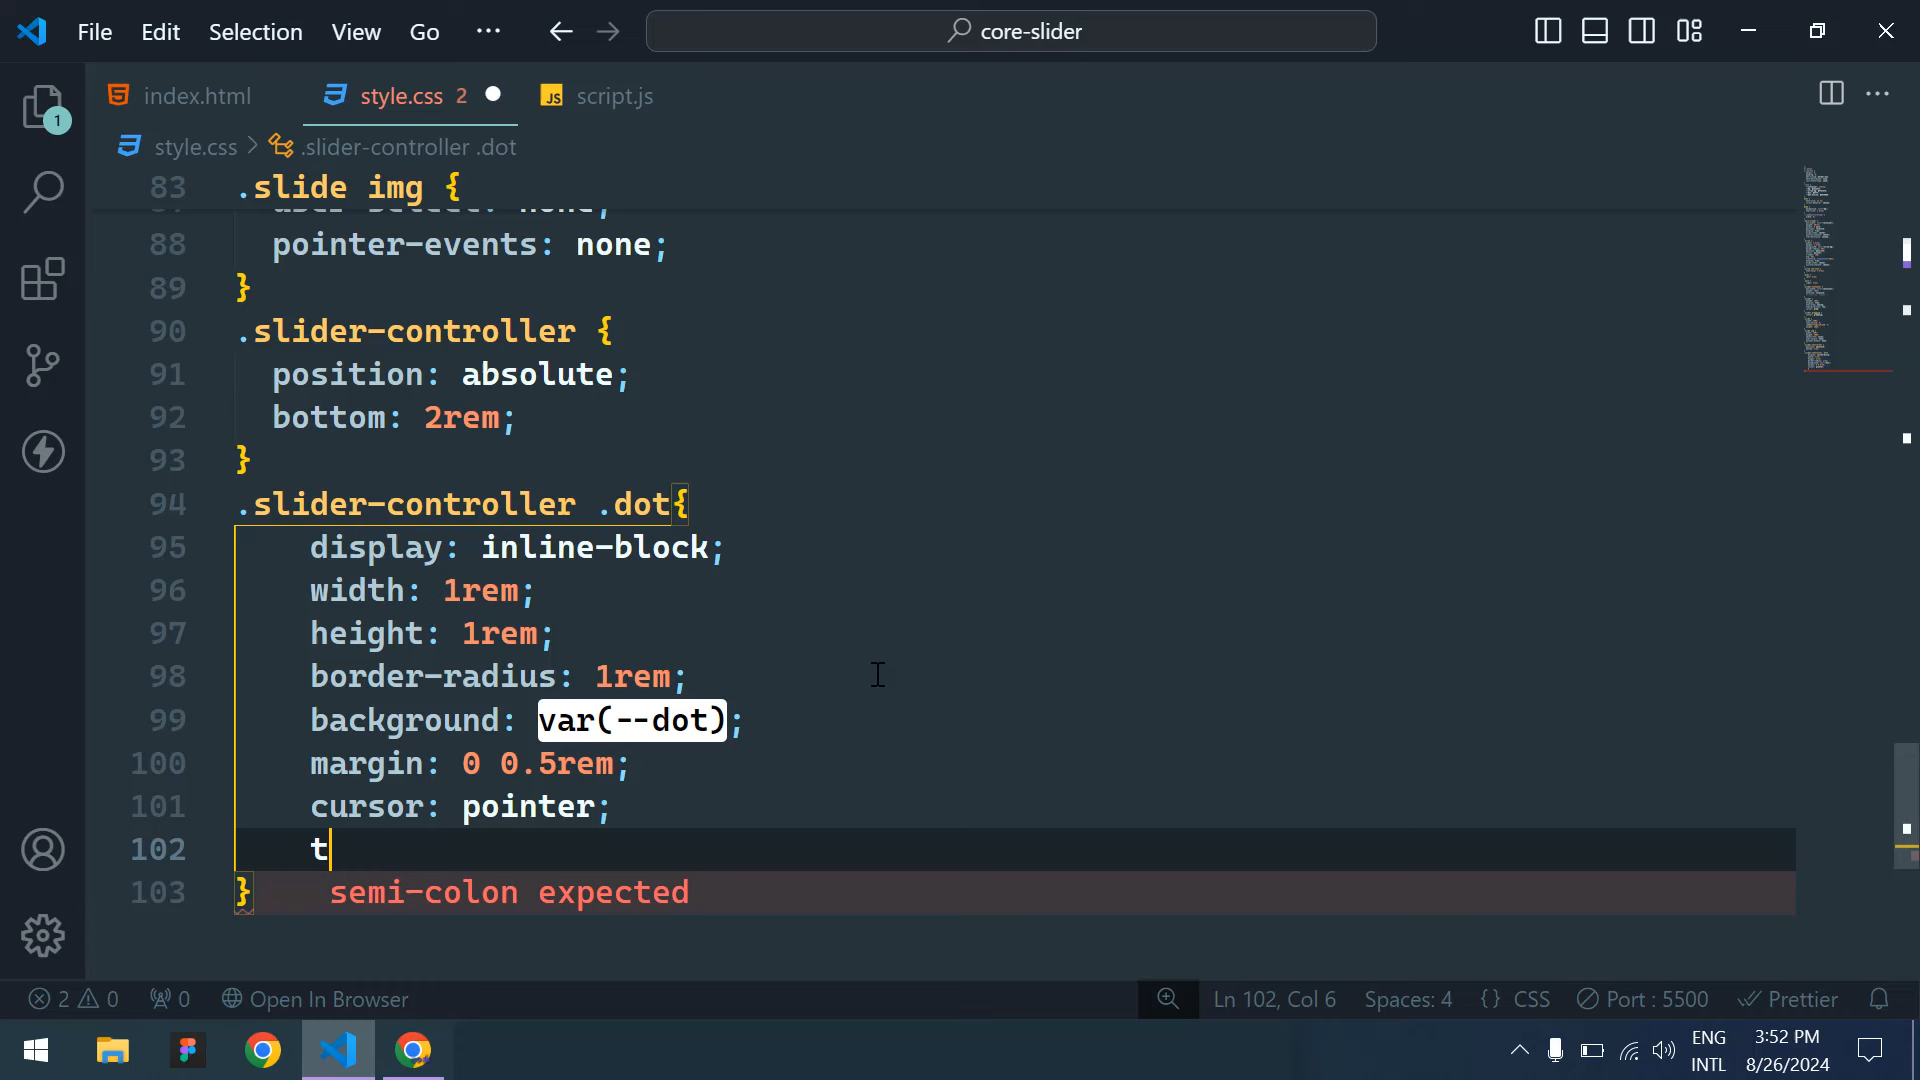 File Edit Selection View Go ··· core-slider
index.html style.css 2 script.js
style.css > .slider-controller .dot
83 .slide img {
user-select: none;
88 pointer-events: none;
89 }
90 .slider-controller {
91 position: absolute;
92 bottom: 2rem;
93 }
94 .slider-controller .dot{
95 display: inline-block;
96 width: 1rem;
97 height: 1rem;
98 border-radius: 1rem;
99 background: var(--dot);
100 margin: 0 0.5rem;
101 cursor: pointer;
102 t
103 } semi-colon expected
1
2 0 0 Open In Browser Ln 102, Col 6 Spaces: 4 {} CSS Port : 5500 Prettier
ENG 3:52 PM
INTL 8/26/2024